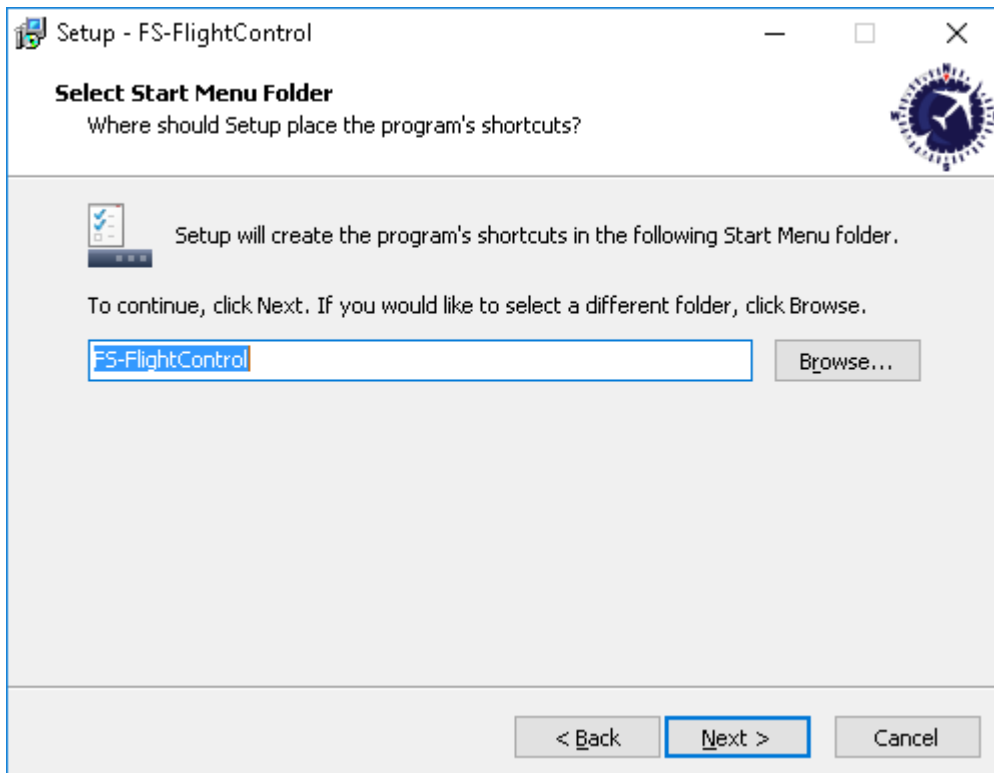 Setup - FS-FlightControl
Select Start Menu Folder
Where should Setup place the program's shortcuts?
N
W
S
Setup will create the program's shortcuts in the following Start Menu folder.
To continue, click Next. If you would like to select a different folder, click Browse.
FS-FlightControl
Browse...
< Back
Next >
Cancel